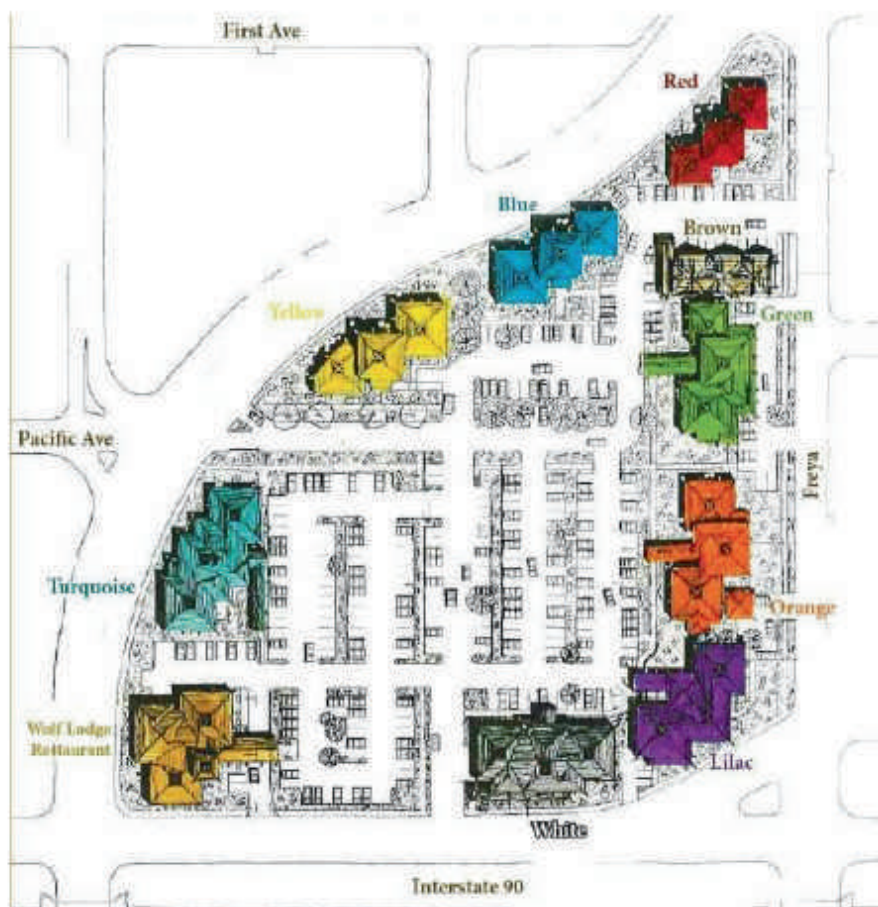 First Ave
Red
Blue
Brown
Yellow
Green
Pacific Ave
Freya
Turquoise
Orange
Wolf Lodge
Restaurant
Lilac
White
Interstate 90